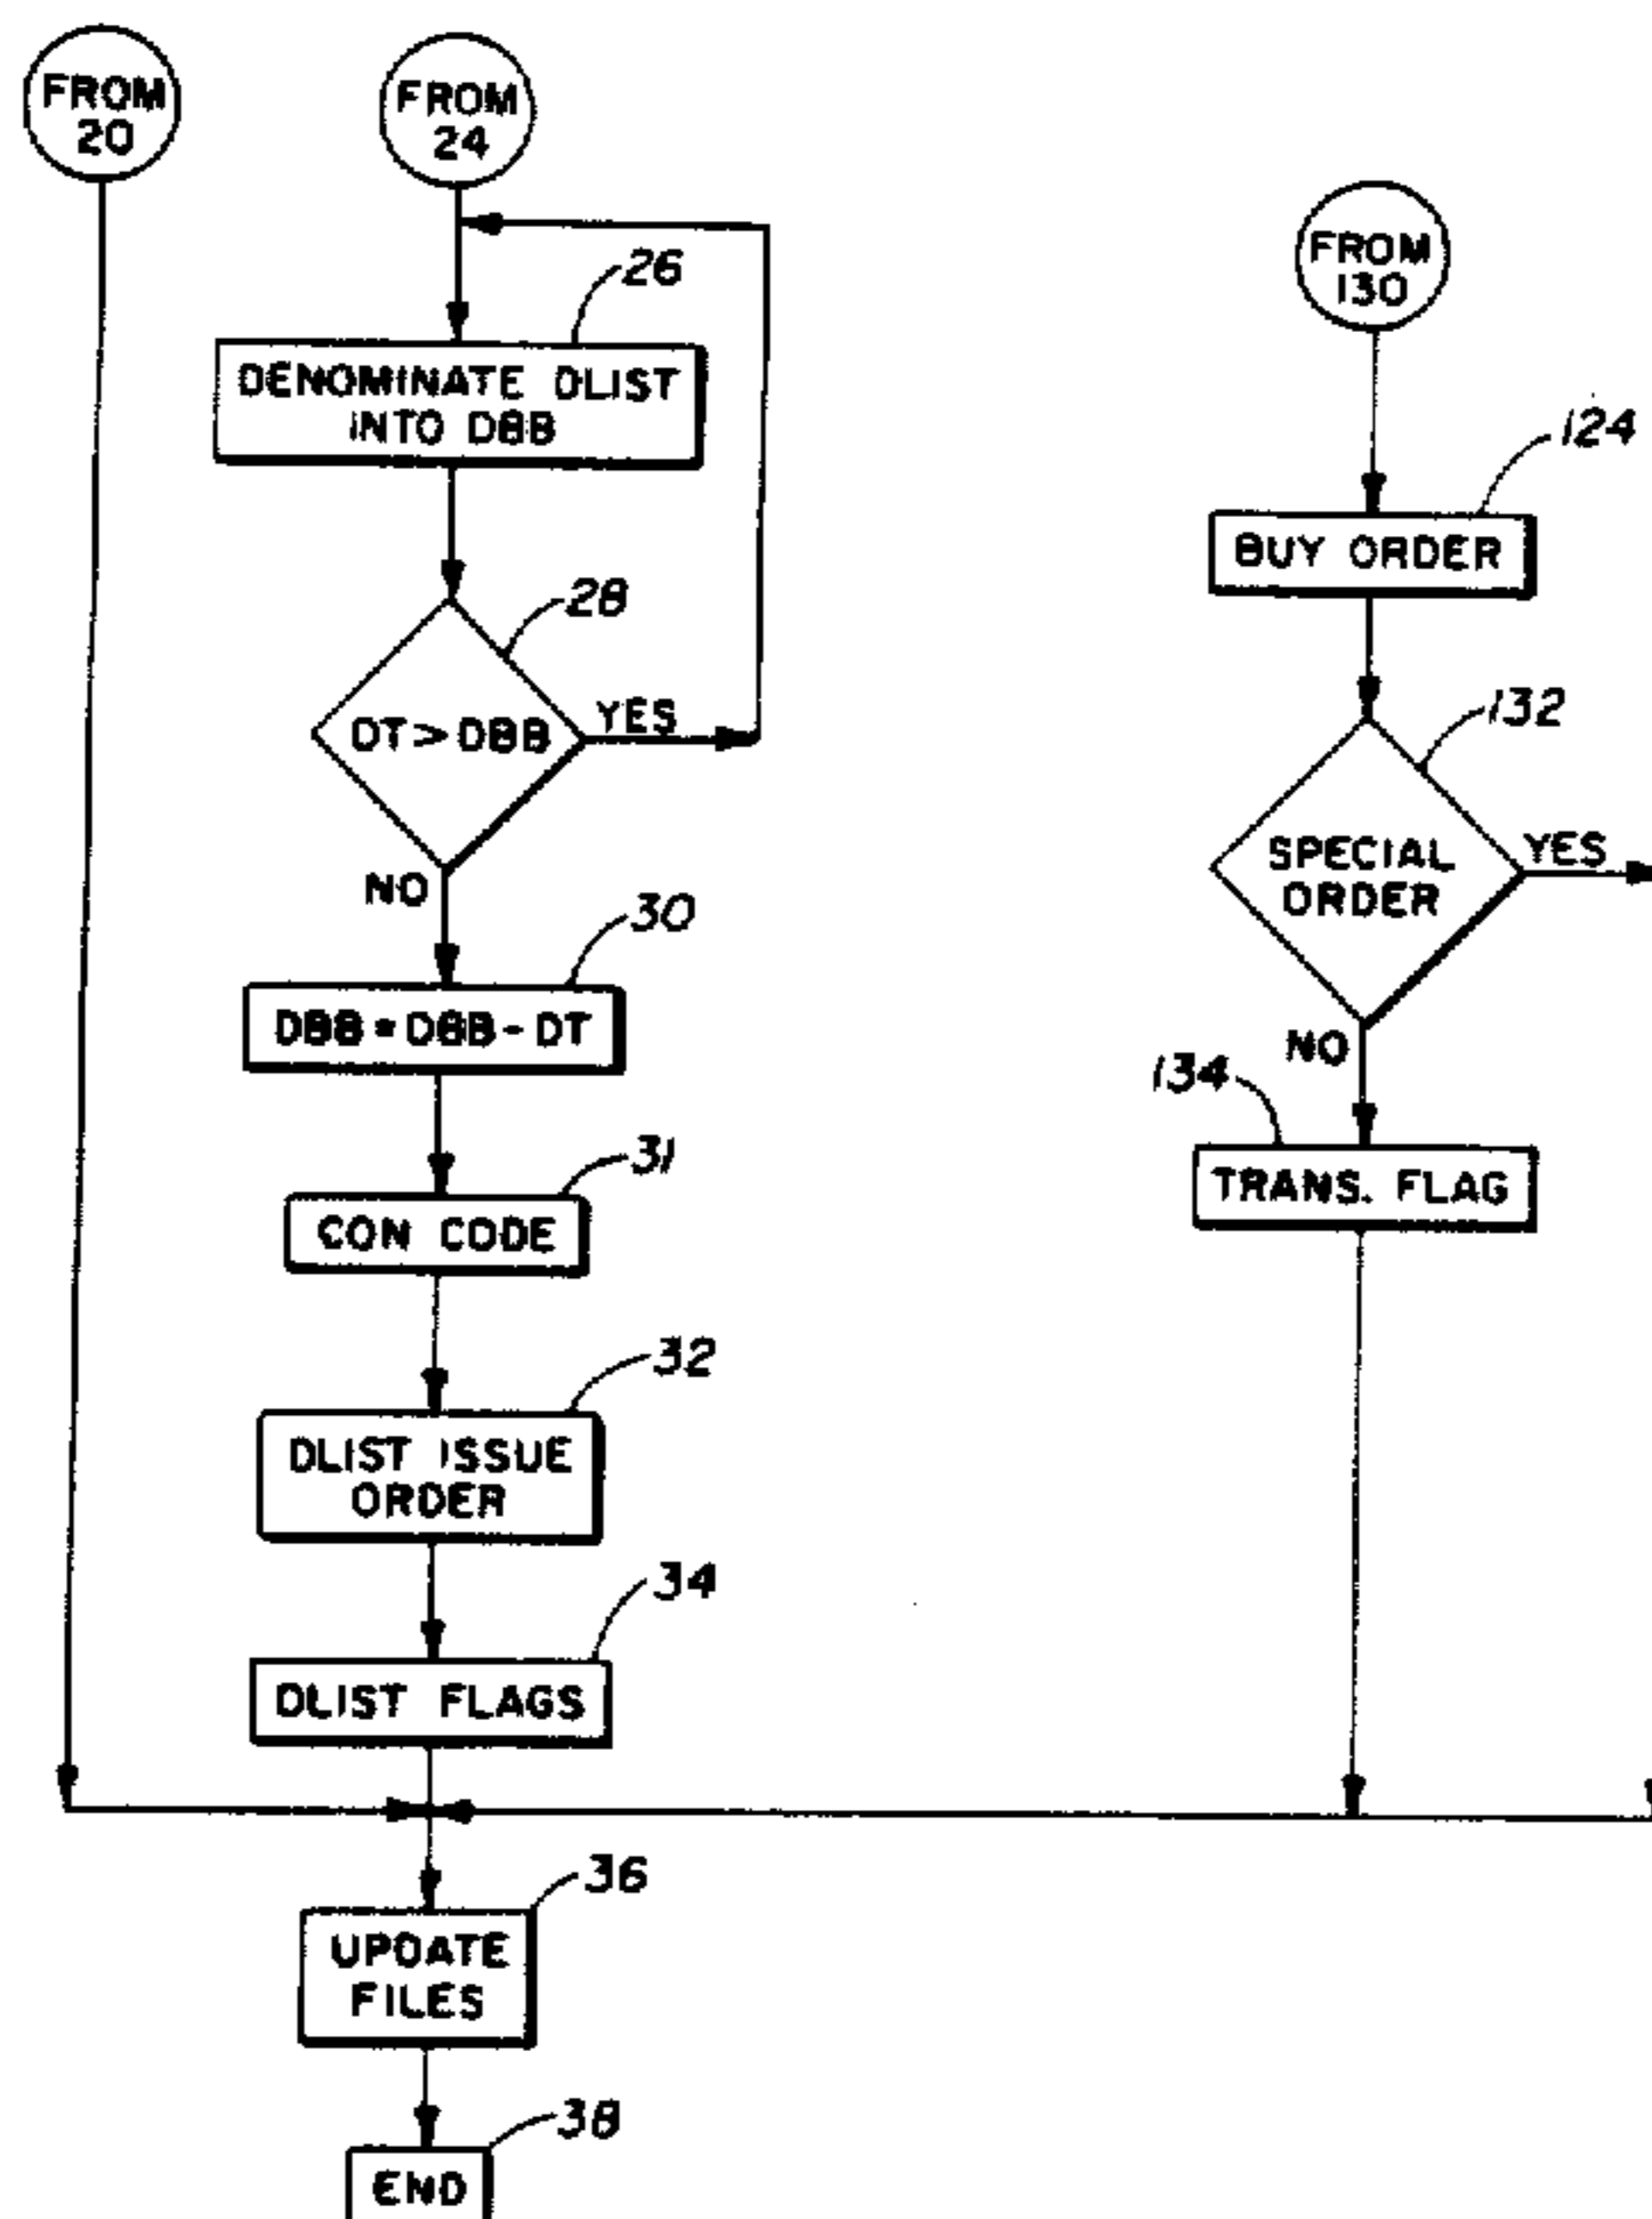 FROM
20
FROM
24
26
DENOMINATE DLIST
INTO DBB
28
DT > DBB
YES
NO
30
DBB = DBB - DT
31
CON CODE
32
DLIST ISSUE
ORDER
34
DLIST FLAGS
36
UPDATE
FILES
38
END
FROM
130
124
BUY ORDER
132
SPECIAL
ORDER
YES
NO
134
TRANS. FLAG